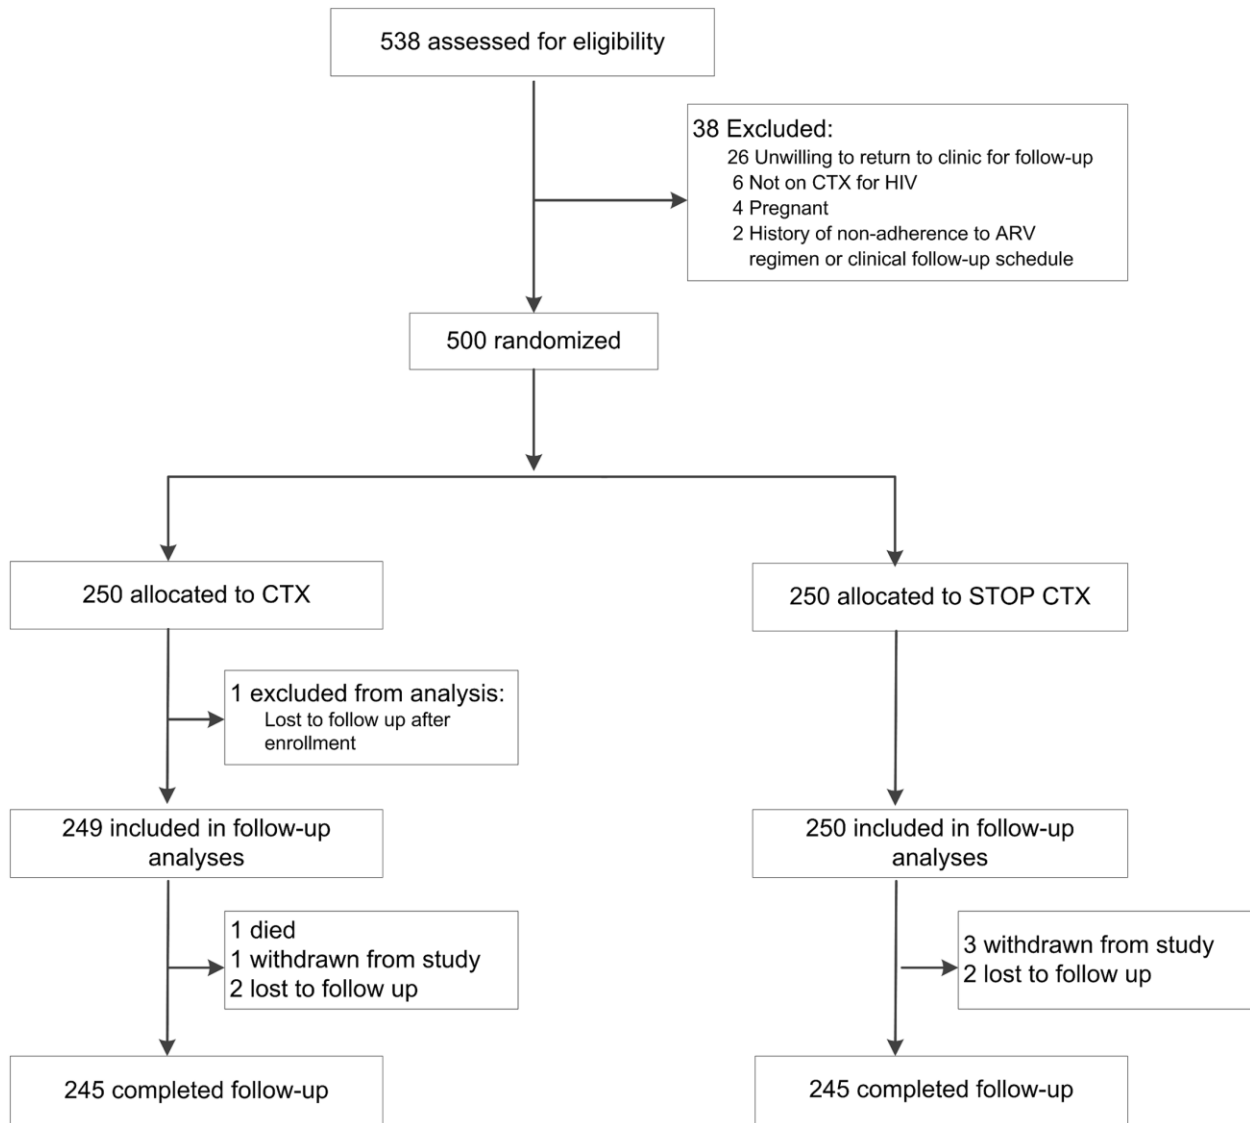 538 assessed for eligibility
38 Excluded:
26 Unwilling to return to clinic for follow-up
6 Not on CTX for HIV
4 Pregnant
2 History of non-adherence to ARV
regimen or clinical follow-up schedule
500 randomized
250 allocated to CTX
250 allocated to STOP CTX
1 excluded from analysis:
Lost to follow up after
enrollment
249 included in follow-up
analyses
250 included in follow-up
analyses
1 died
1 withdrawn from study
2 lost to follow up
3 withdrawn from study
2 lost to follow up
245 completed follow-up
245 completed follow-up